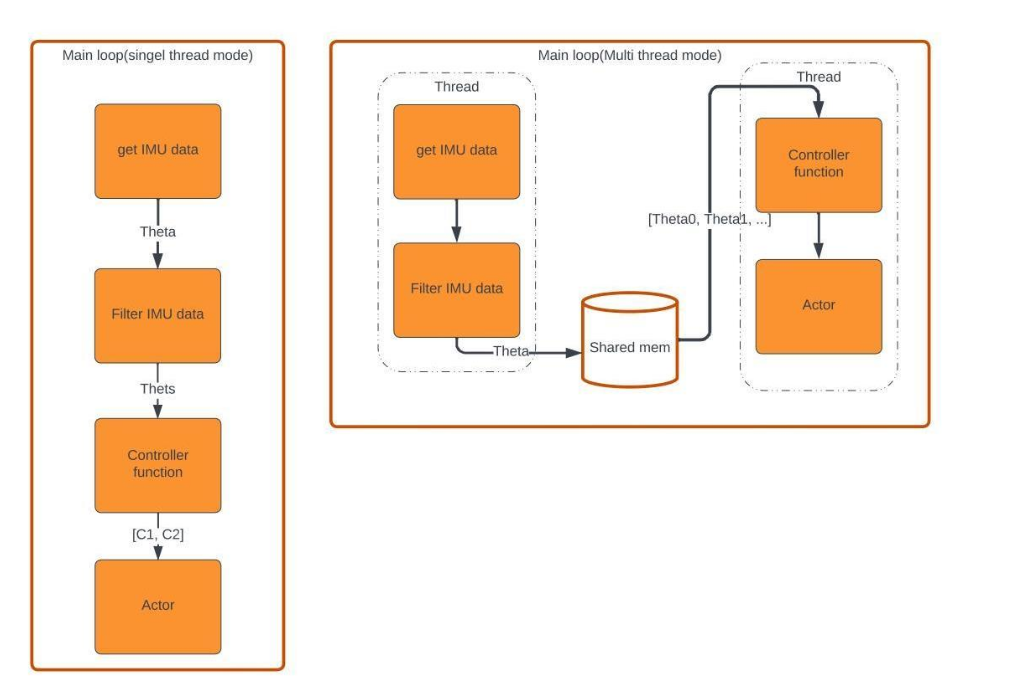 Main loop(singel thread mode)
get IMU data
Theta
Filter IMU data
Thets
Controller
function
[C1, C2]
Actor
Main loop(Multi thread mode)
Thread
get IMU data
Filter IMU data
Theta
Shared mem
[Theta0, Theta1, ...]
Thread
Controller
function
Actor